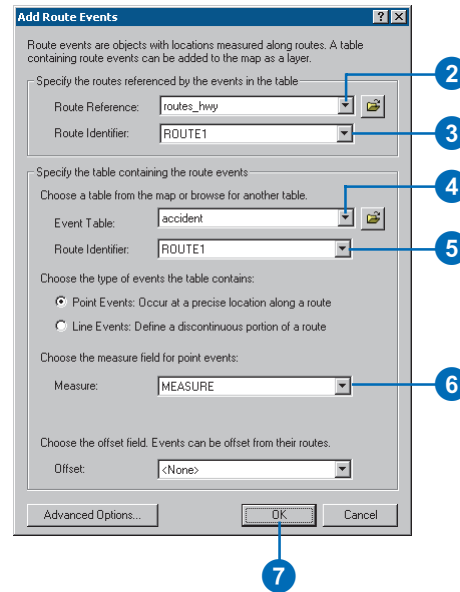 Add Route Events
Route events are objects with locations measured along routes. A table
containing route events can be added to the map as a layer.
Specify the routes referenced by the events in the table
2
Route Reference: routes_hwy
3
Route Identifier: ROUTE1
Specify the table containing the route events
4
Choose a table from the map or browse for another table.
Event Table: accident
5
Route Identifier: ROUTE1
Choose the type of events the table contains:
Point Events: Occur at a precise location along a route
Line Events: Define a discontinuous portion of a route
Choose the measure field for point events:
6
Measure: MEASURE
Choose the offset field. Events can be offset from their routes.
Offset: <None>
Advanced Options... OK Cancel
7